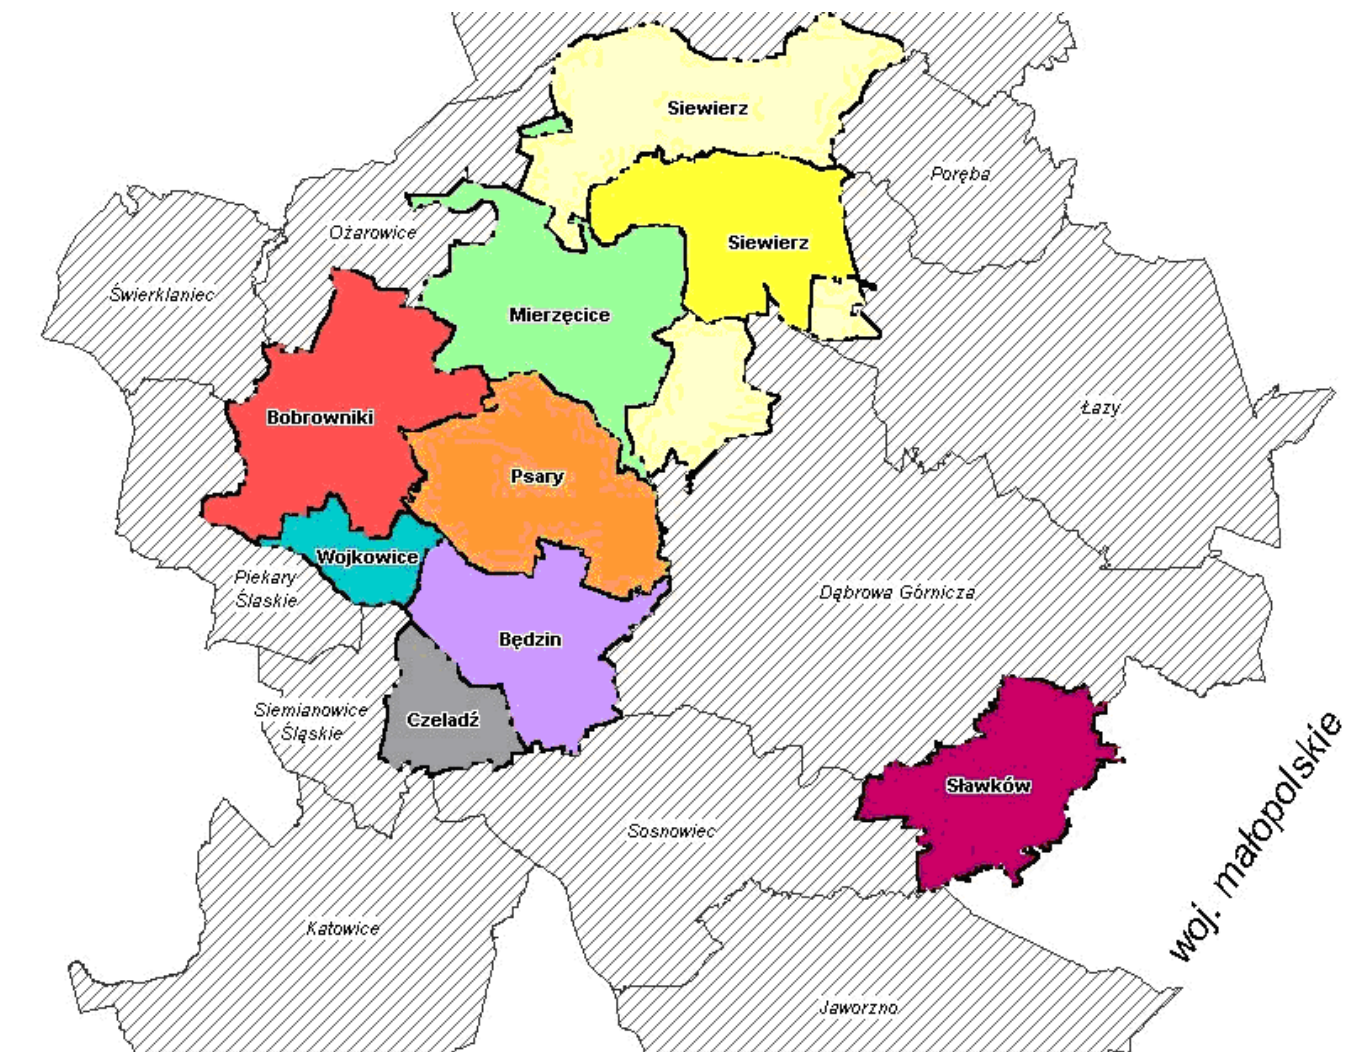 Siewierz
Poręba
Ożarowice
Siewierz
Świerklaniec
Mierzęcice
Łazy
Bobrowniki
Psary
Wojkowice
Piekary
Śląskie
Dąbrowa Górnicza
Będzin
Siemianowice
Śląskie
Czeladź
Sławków
woj. małopolskie
Sosnowiec
Katowice
Jaworzno